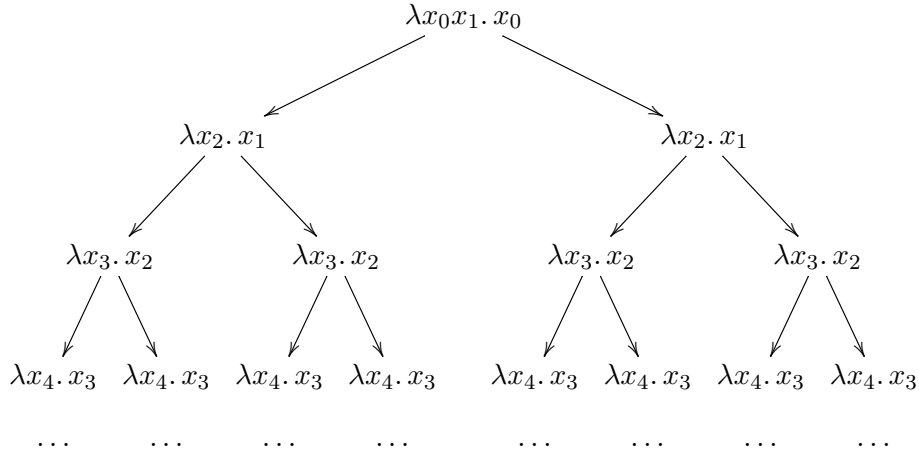 λx₀x₁. x₀
λx₂. x₁ λx₂. x₁
λx₃. x₂ λx₃. x₂ λx₃. x₂ λx₃. x₂
λx₄. x₃ λx₄. x₃ λx₄. x₃ λx₄. x₃ λx₄. x₃ λx₄. x₃ λx₄. x₃ λx₄. x₃
... ... ... ... ... ... ... ...